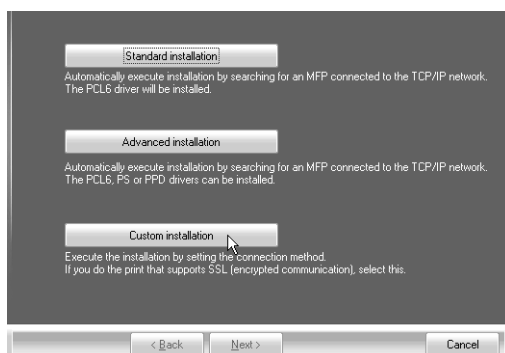 Standard installation
Automatically execute installation by searching for an MFP connected to the TCP/IP network.
The PCL6 driver will be installed.
Advanced installation
Automatically execute installation by searching for an MFP connected to the TCP/IP network.
The PCL6, PS or PPD drivers can be installed.
Custom installation
Execute the installation by setting the connection method.
If you do the print that supports SSL (encrypted communication), select this.
< Back Next > Cancel